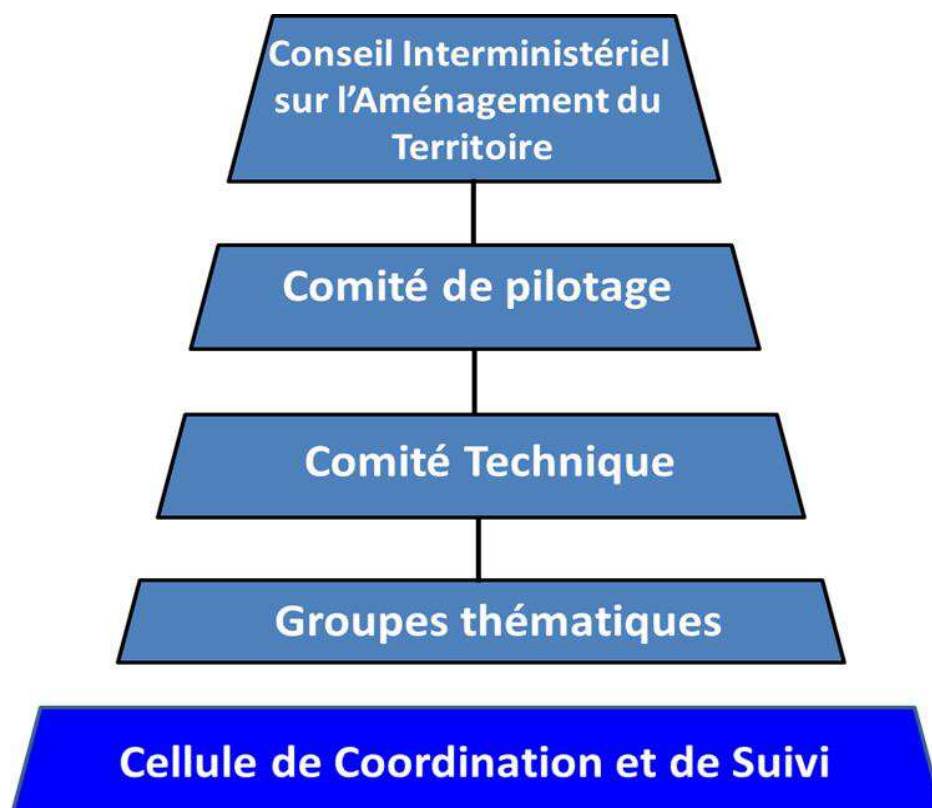 Conseil Interministériel
sur l’Aménagement du
Territoire
Comité de pilotage
Comité Technique
Groupes thématiques
Cellule de Coordination et de Suivi